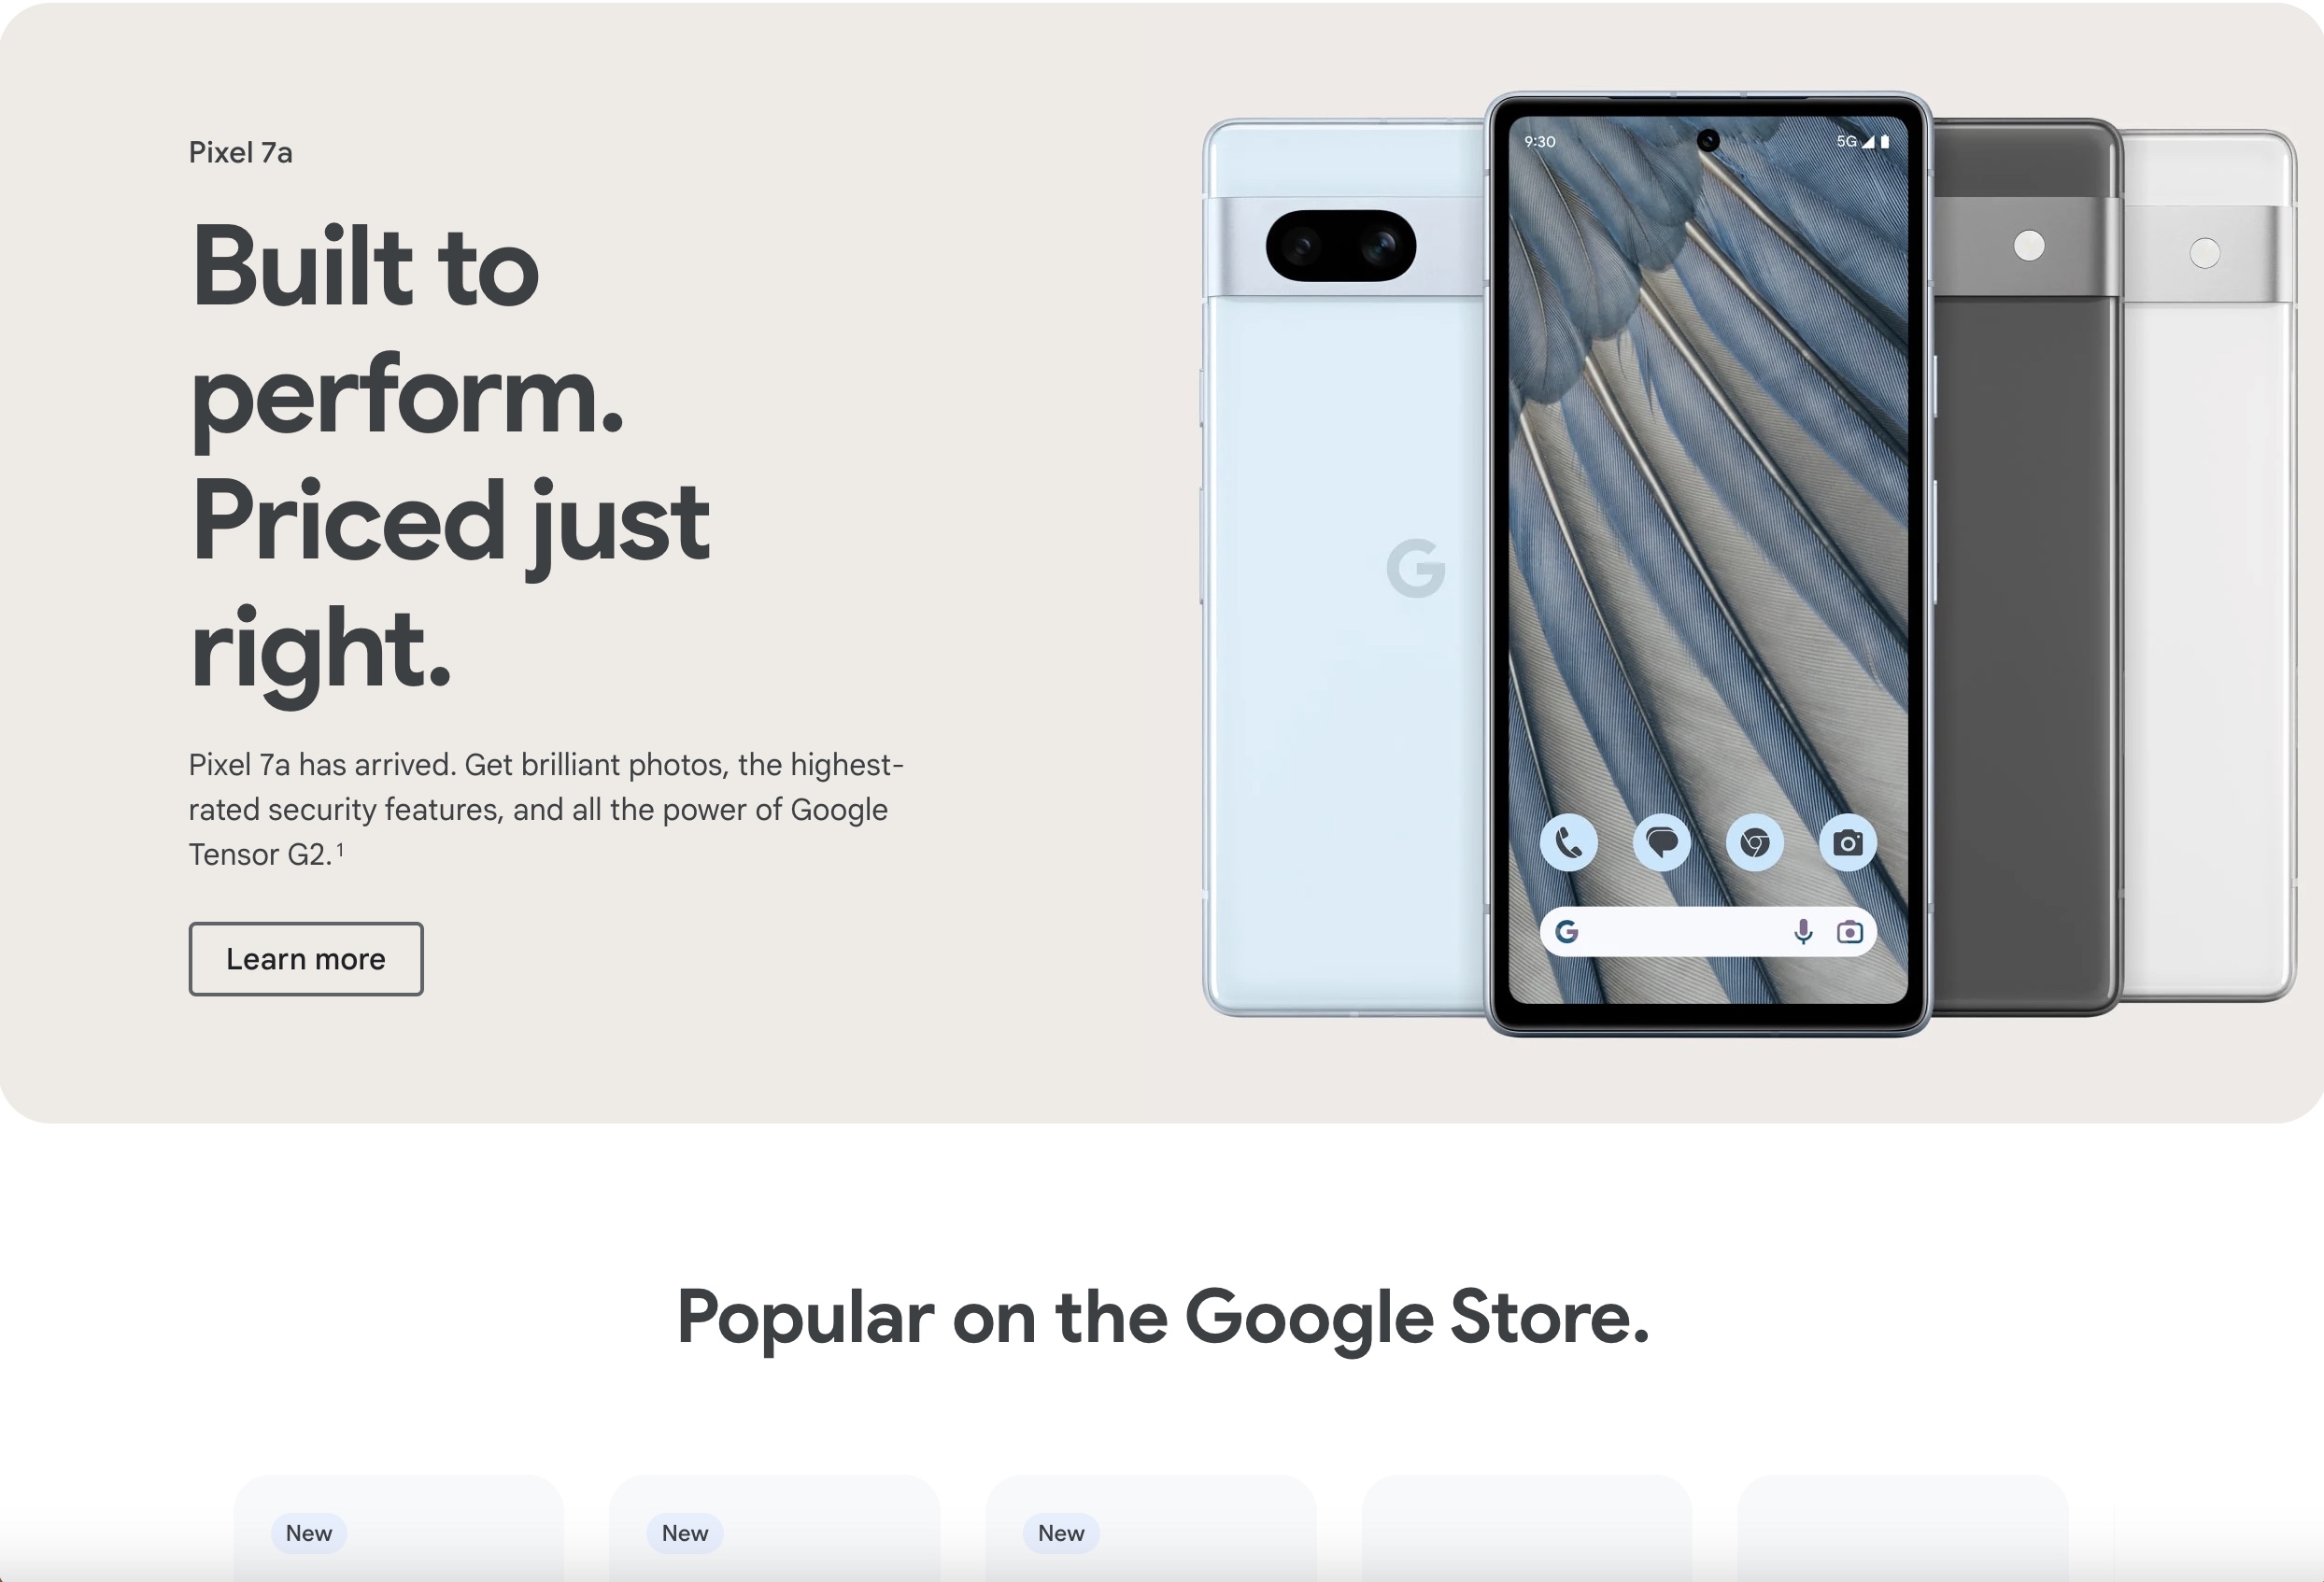 Pixel 7a
Built to
perform.
Priced just
right.
Pixel 7a has arrived. Get brilliant photos, the highest-
rated security features, and all the power of Google
Tensor G2.¹
Learn more
9:30
5G
G
G
Popular on the Google Store.
New
New
New